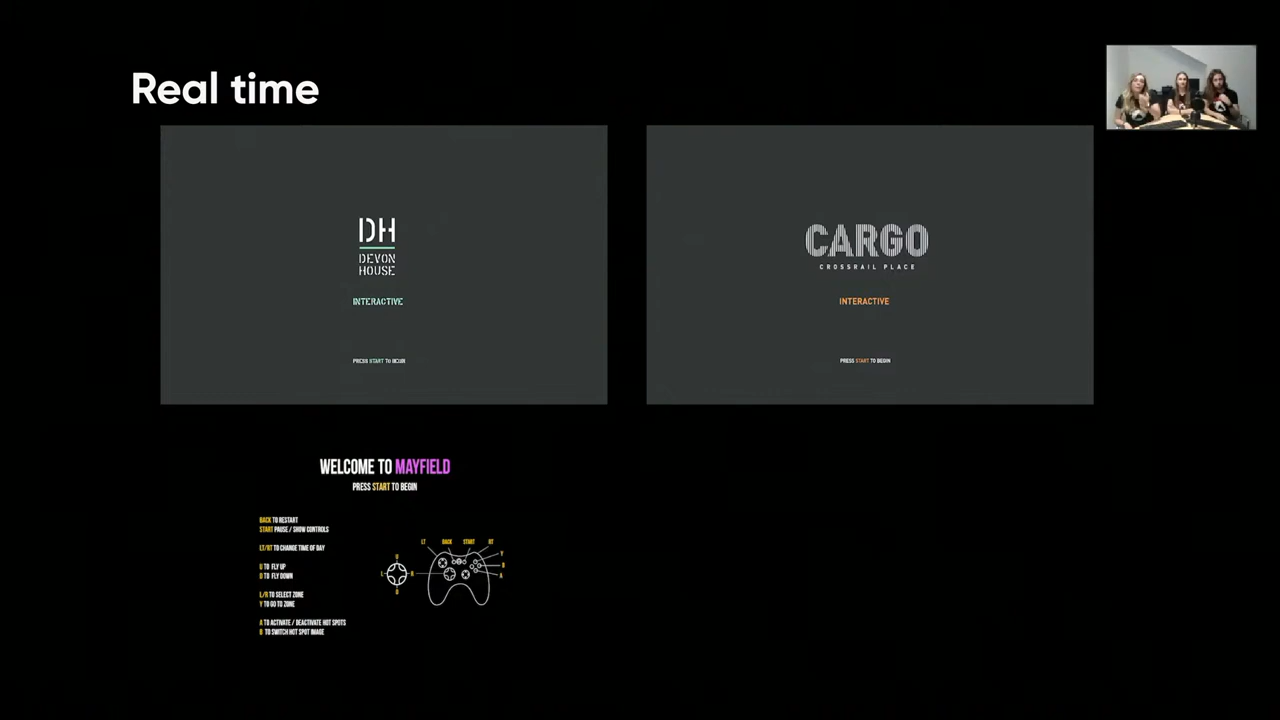 Real time
DH
DEVON
HOUSE
INTERACTIVE
PRESS START TO BEGIN
CARGO
CROSSRAIL PLACE
INTERACTIVE
PRESS START TO BEGIN
WELCOME TO MAYFIELD
PRESS START TO BEGIN
BACK TO RESTART
START PAUSE / SHOW CONTROLS
LT/RT TO CHANGE TIME OF DAY
U TO FLY UP
D TO FLY DOWN
L/R TO SELECT ZONE
Y TO GO TO ZONE
A TO ACTIVATE / DEACTIVATE HOT SPOTS
B TO SWITCH HOT SPOT IMAGE
LT BACK START RT
Y
U
B
L R
A
D